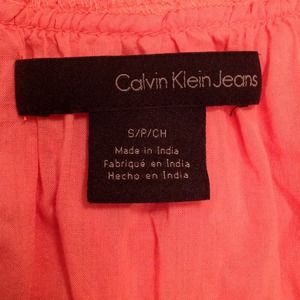 Calvin Klein Jeans
S/P/CH
Made in India
Fabriqué en India
Hecho en India